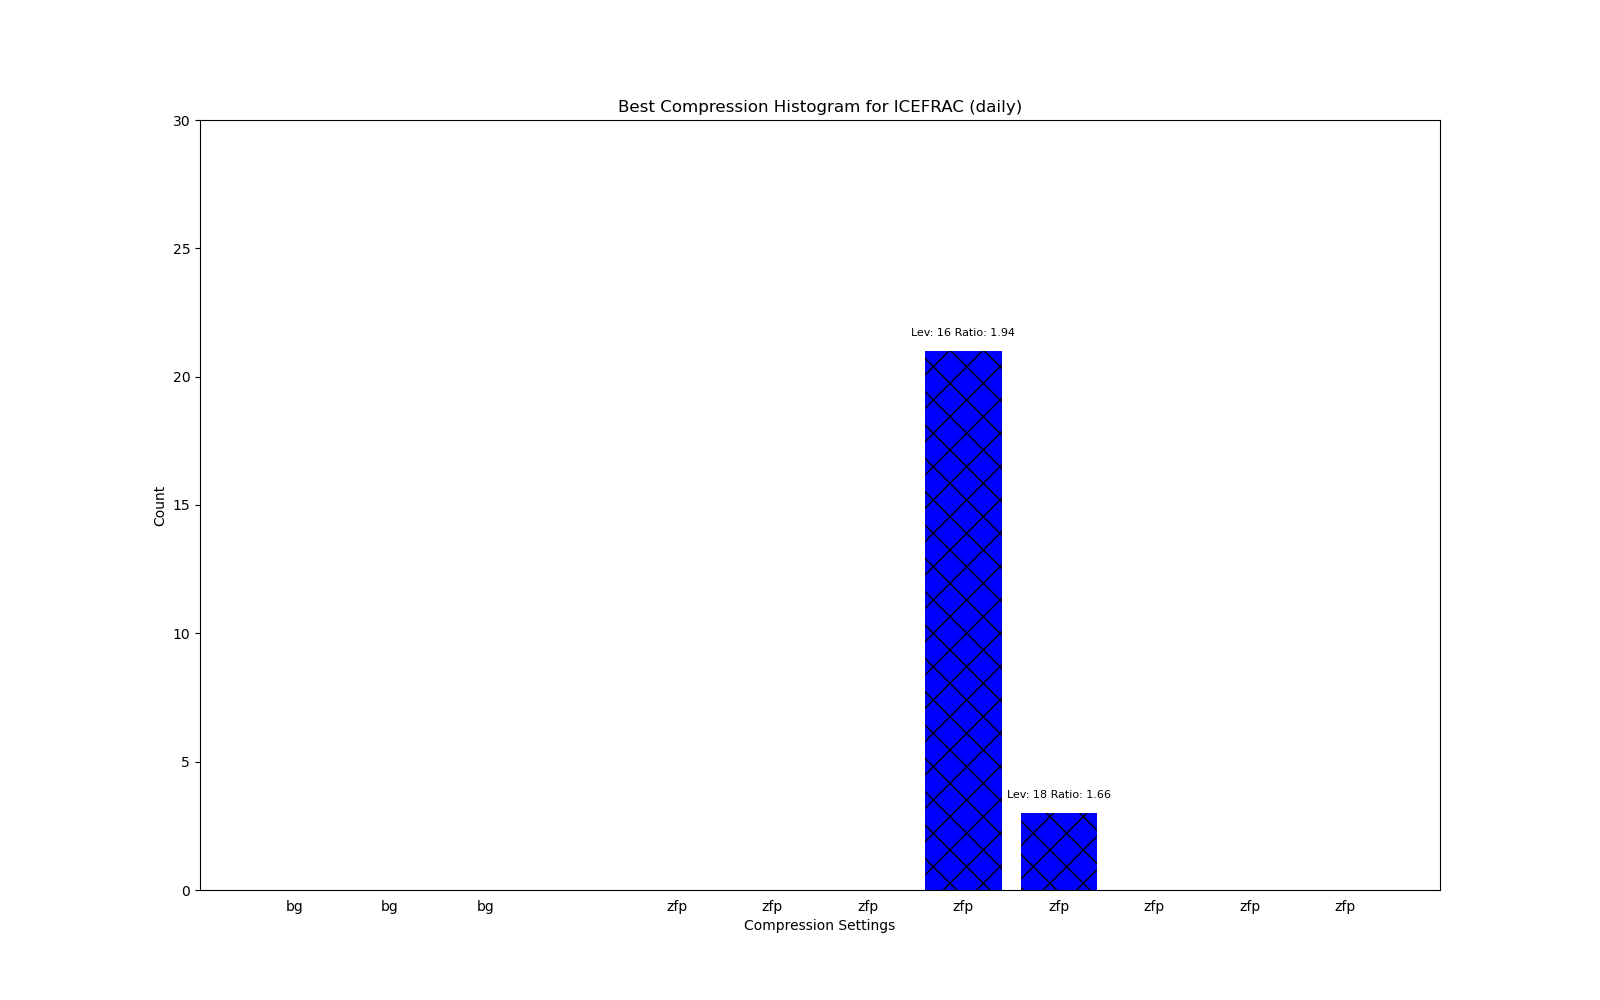 Best Compression Histogram for ICEFRAC (daily)
30
25
20
15
10
5
0
Count
Lev: 16 Ratio: 1.94
Lev: 18 Ratio: 1.66
bg bg bg zfp zfp zfp zfp zfp zfp zfp zfp
Compression Settings